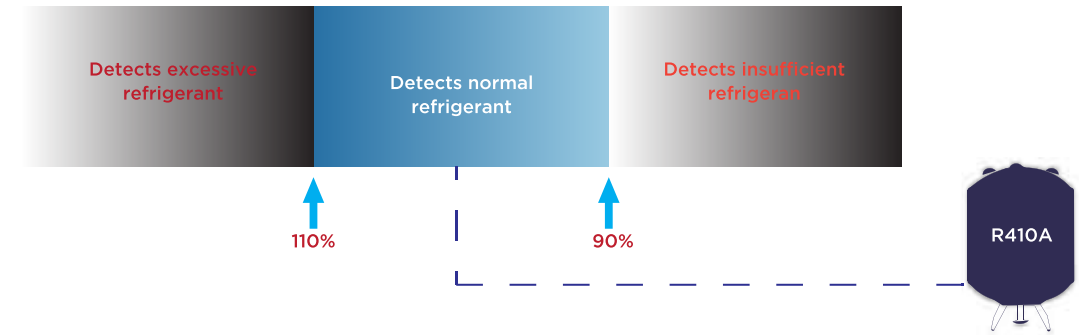 Detects excessive
refrigerant
Detects normal
refrigerant
Detects insufficient
refrigeran
110%
90%
R410A